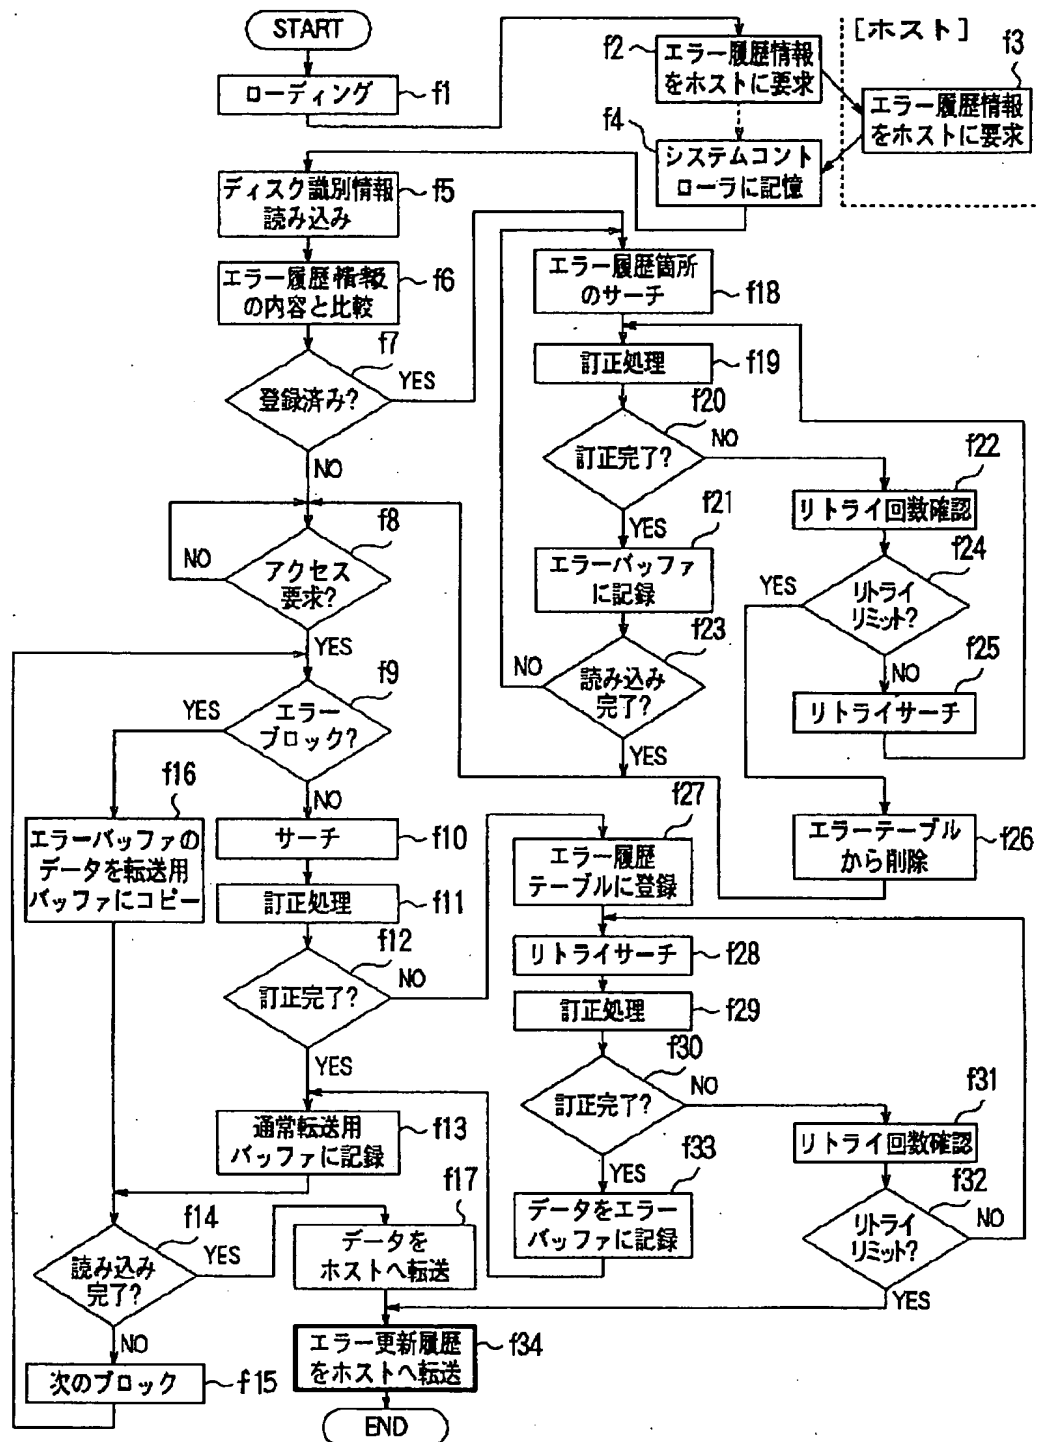 START
ローディング
f1
f2
エラー履歴情報
をホストに要求
[ホスト]
f3
エラー履歴情報
をホストに要求
f4
システムコント
ローラに記憶
ディスク識別情報
読み込み
f5
エラー履歴情報
の内容と比較
f6
f7
登録済み?
YES
NO
f8
アクセス
要求?
NO
YES
f9
エラー
ブロック?
YES
NO
f16
エラーバッファの
データを転送用
バッファにコピー
サーチ
f10
訂正処理
f11
f12
訂正完了?
NO
YES
通常転送用
バッファに記録
f13
f14
読み込み
完了?
YES
NO
次のブロック
f15
f17
データを
ホストへ転送
エラー更新履歴
をホストへ転送
f34
END
エラー履歴箇所
のサーチ
f18
訂正処理
f19
f20
訂正完了?
NO
YES
f21
エラーバッファ
に記録
f23
読み込み
完了?
NO
YES
f22
リトライ回数確認
f24
リトライ
リミット?
YES
NO
f25
リトライサーチ
エラーテーブル
から削除
f26
f27
エラー履歴
テーブルに登録
リトライサーチ
f28
訂正処理
f29
f30
訂正完了?
NO
YES
f31
リトライ回数確認
f32
リトライ
リミット?
NO
YES
f33
データをエラー
バッファに記録